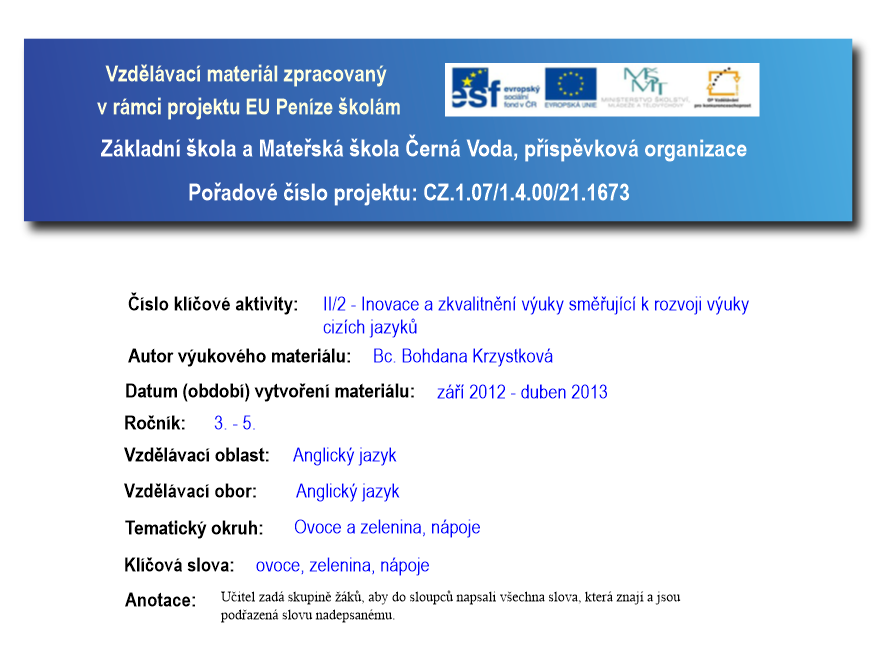 Vzdělávací materiál zpracovaný
v rámci projektu EU Peníze školám
esf evropský
sociální
fond v ČR
EVROPSKÁ UNIE
MINISTERSTVO ŠKOLSTVÍ,
MLÁDEŽE A TĚLOVÝCHOVY
OP Vzdělávání
pro konkurenceschopnost
Základní škola a Mateřská škola Černá Voda, příspěvková organizace
Pořadové číslo projektu: CZ.1.07/1.4.00/21.1673
Číslo klíčové aktivity: II/2 - Inovace a zkvalitnění výuky směřující k rozvoji výuky
cizích jazyků
Autor výukového materiálu: Bc. Bohdana Krzystková
Datum (období) vytvoření materiálu: září 2012 - duben 2013
Ročník: 3. - 5.
Vzdělávací oblast: Anglický jazyk
Vzdělávací obor: Anglický jazyk
Tematický okruh: Ovoce a zelenina, nápoje
Klíčová slova: ovoce, zelenina, nápoje
Anotace: Učitel zadá skupině žáků, aby do sloupců napsali všechna slova, která znají a jsou
podřazená slovu nadepsanému.